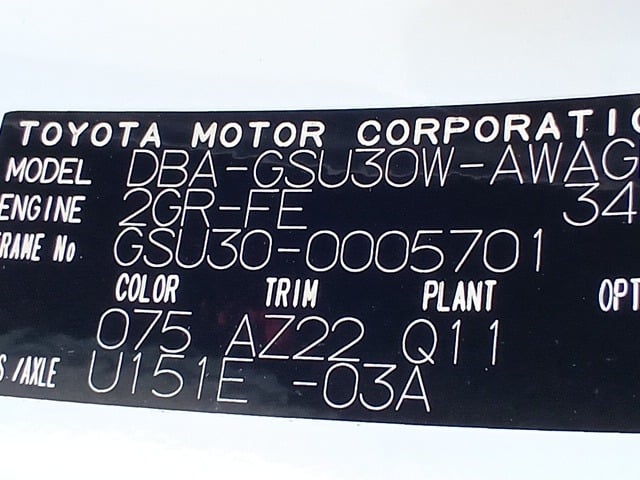 TOYOTA MOTOR CORPORATIO
MODEL DBA-GSU30W-AWAG
ENGINE 2GR-FE 34
RAME No GSU30-0005701
COLOR TRIM PLANT OPT
075 AZ22 Q11
S/AXLE U151E -03A